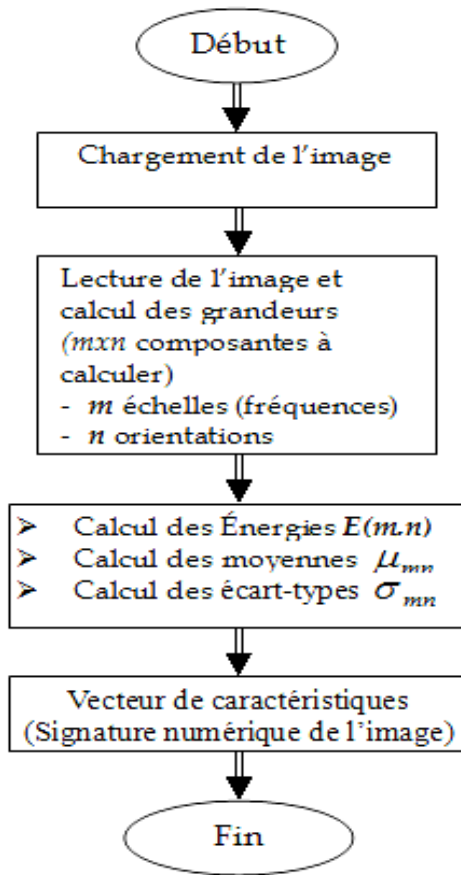 Début
Chargement de l'image
Lecture de l'image et
calcul des grandeurs
(mxn composantes à
calculer)
- m échelles (fréquences)
- n orientations
➢ Calcul des Énergies E(m.n)
➢ Calcul des moyennes μmn
➢ Calcul des écart-types σmn
Vecteur de caractéristiques
(Signature numérique de l'image)
Fin